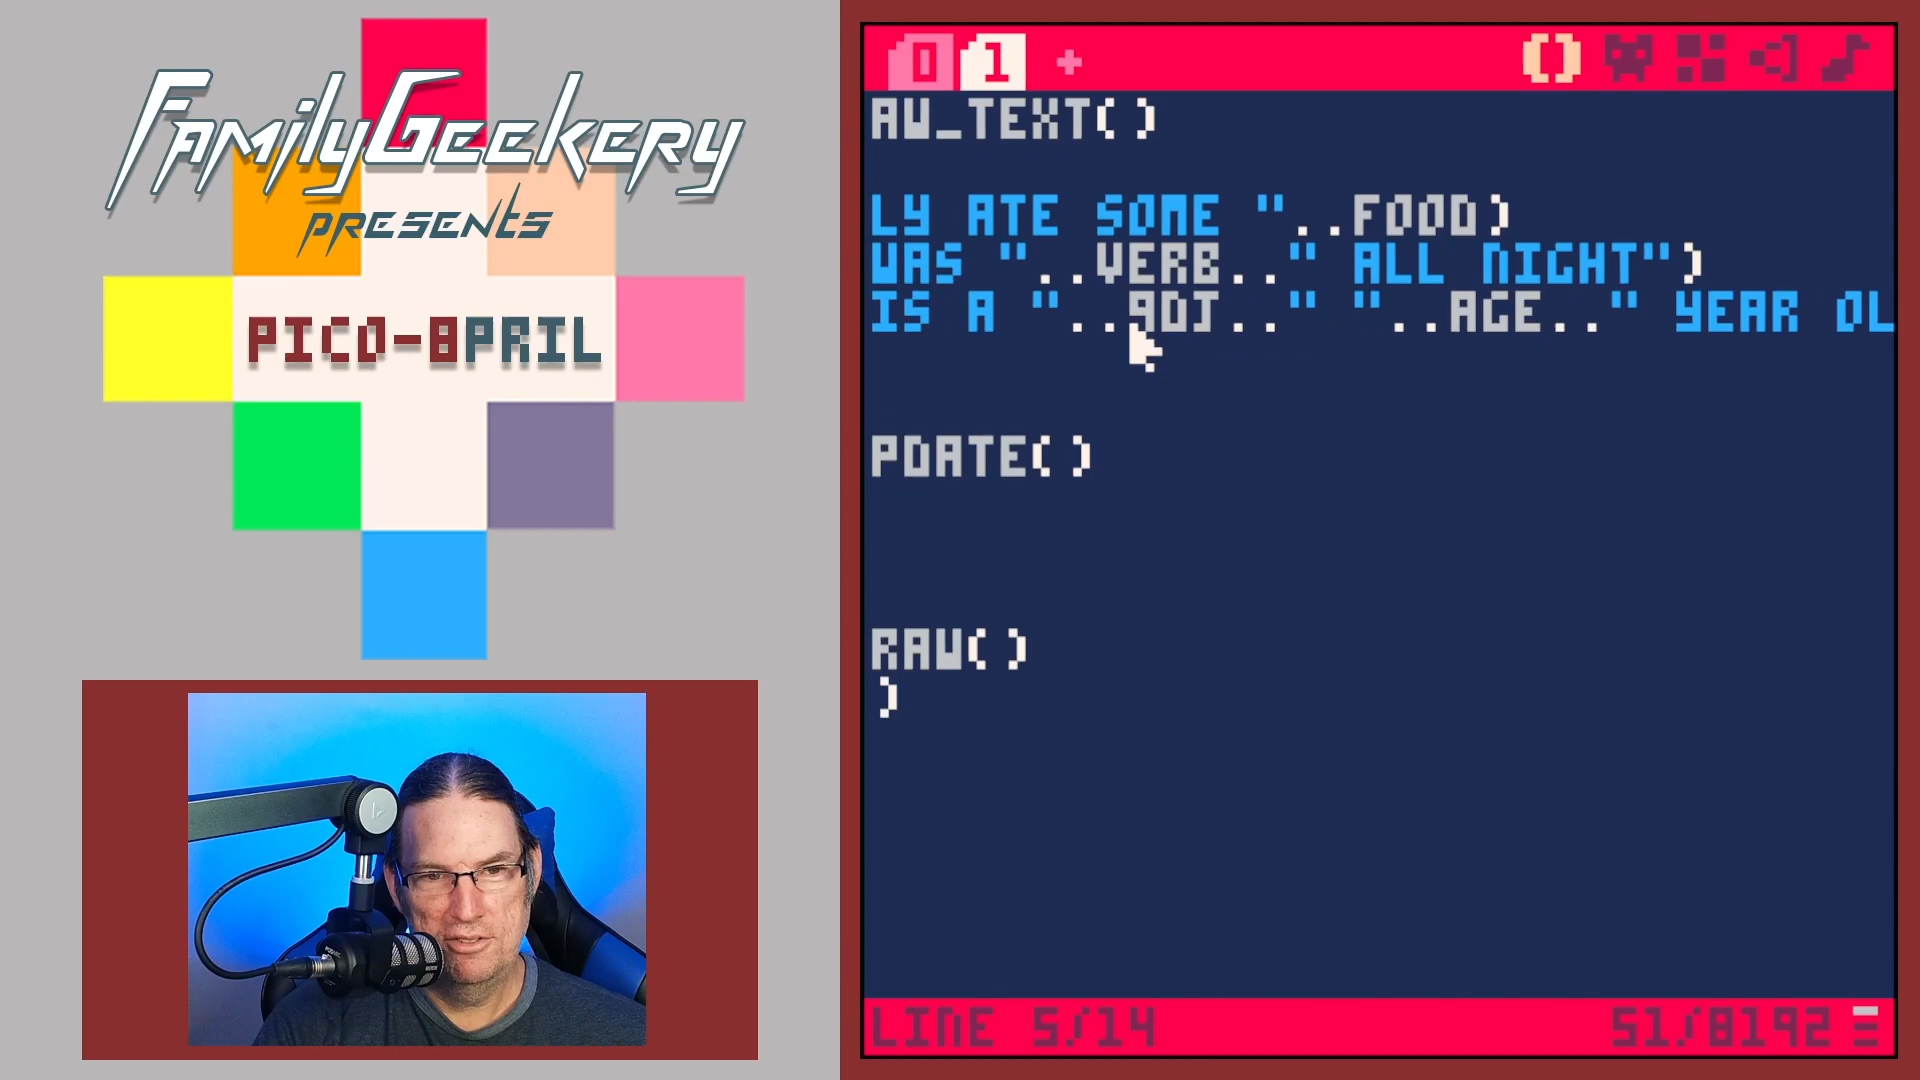 FamilyGeekery
presents
PICO-8PRIL
0 1 +
AW_TEXT()
LY ATE SOME "..FOOD)
WAS "..VERB.." ALL NIGHT")
IS A "..ADJ.." "..AGE.." YEAR OL
PDATE()
RAW()
)
LINE 5/14
51/8192